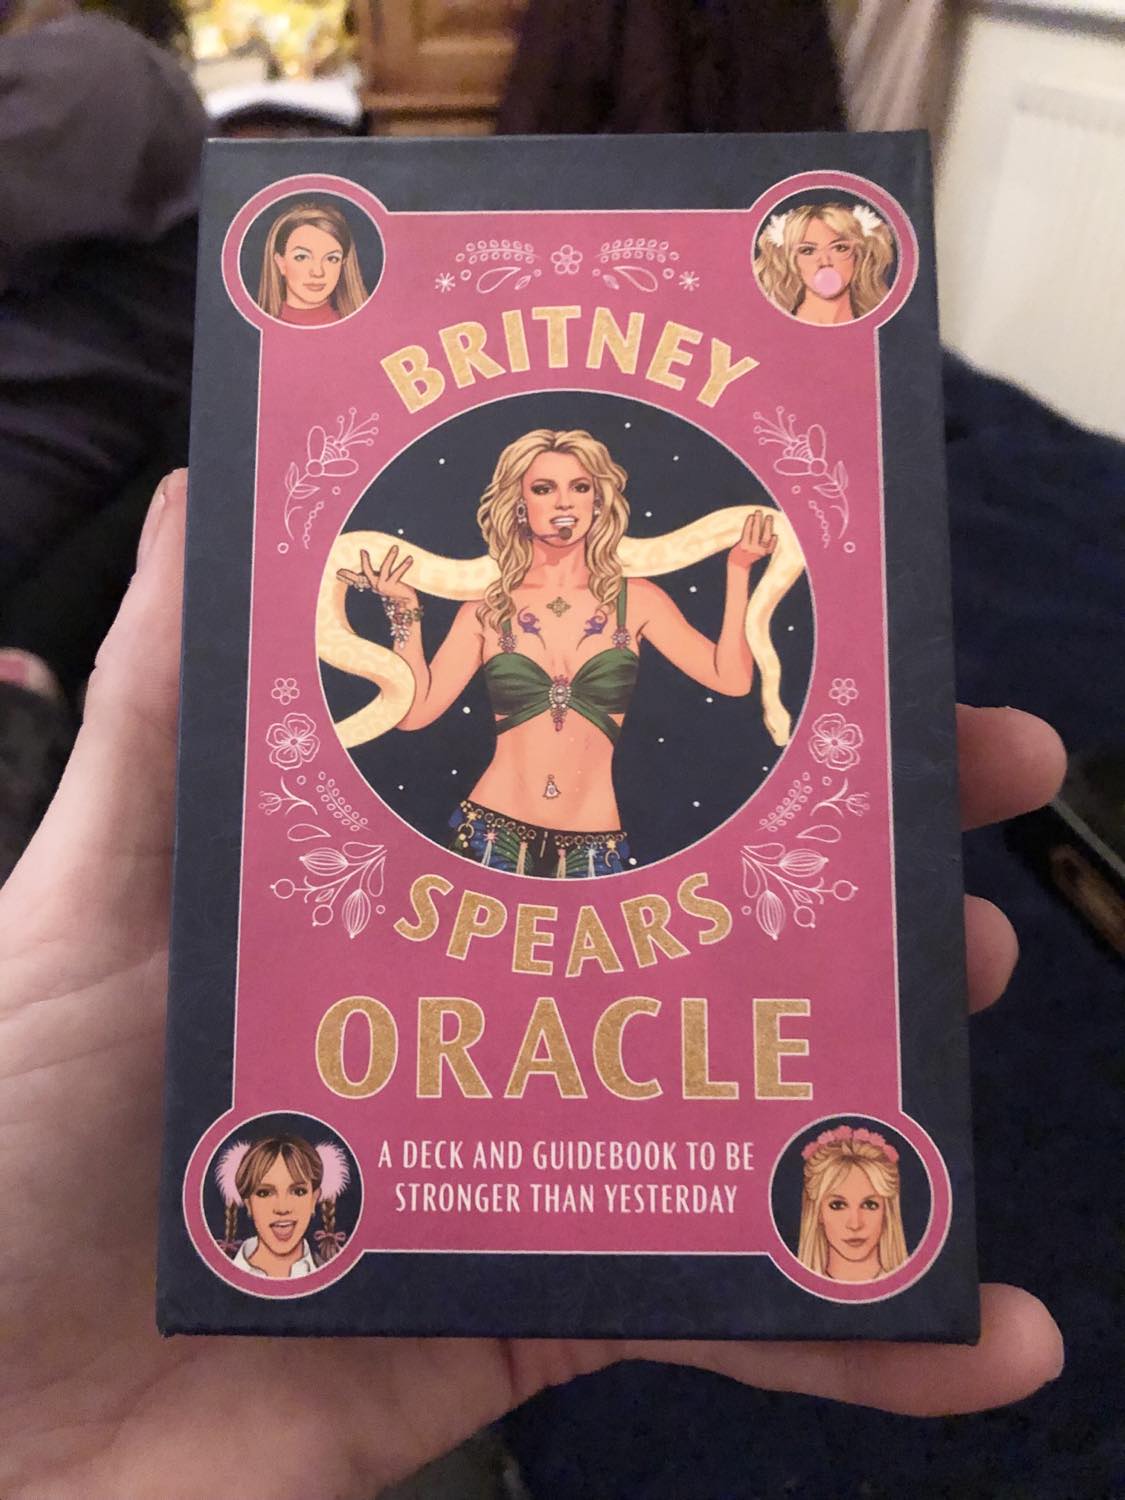 BRITNEY
SPEARS
ORACLE
A DECK AND GUIDEBOOK TO BE
STRONGER THAN YESTERDAY